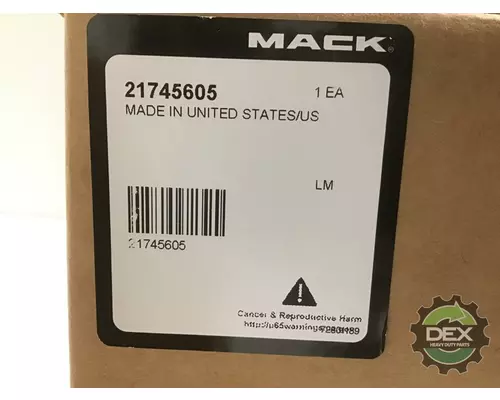 MACK®
21745605 1 EA
MADE IN UNITED STATES/US
LM
21745605
Cancer & Reproductive Harm
DEX
HEAVY DUTY PARTS